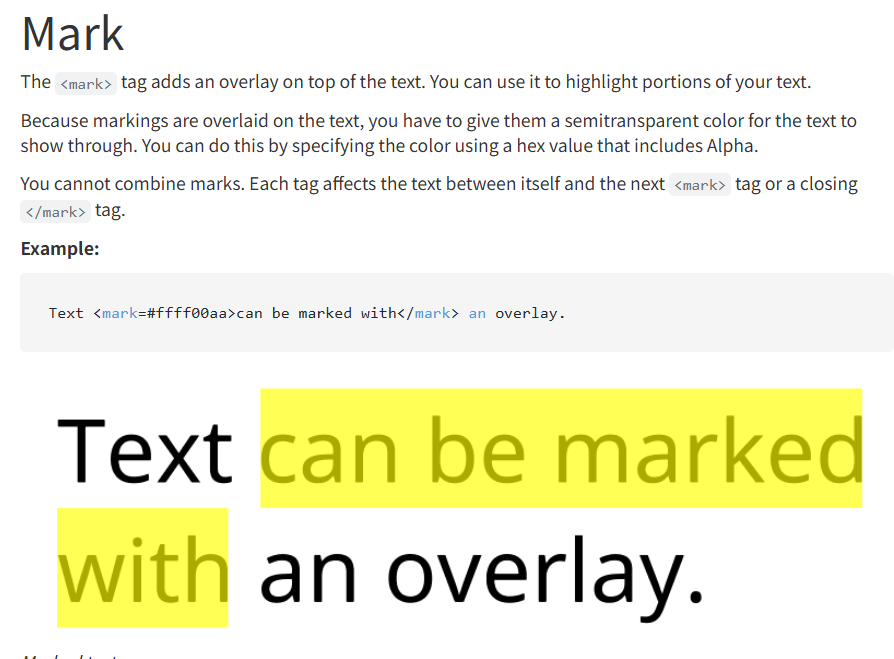 Mark
The <mark> tag adds an overlay on top of the text. You can use it to highlight portions of your text.
Because markings are overlaid on the text, you have to give them a semitransparent color for the text to
show through. You can do this by specifying the color using a hex value that includes Alpha.
You cannot combine marks. Each tag affects the text between itself and the next <mark> tag or a closing
</mark> tag.
Example:
Text <mark=#ffff00aa>can be marked with</mark> an overlay.
Text can be marked
with an overlay.